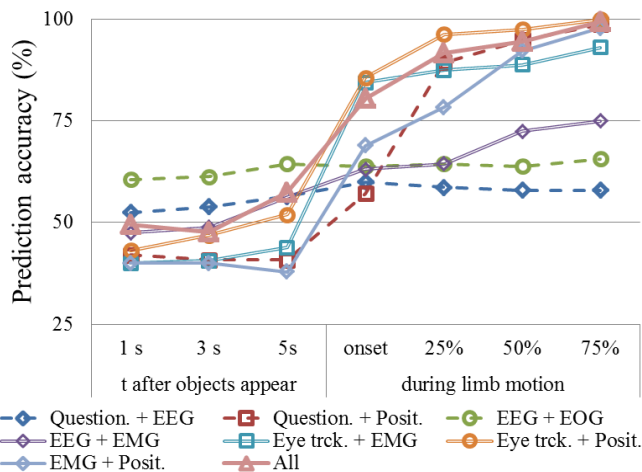 Prediction accuracy (%)
100
75
50
25
1 s 3 s 5s onset 25% 50% 75%
t after objects appear during limb motion
Question. + EEG Question. + Posit. EEG + EOG
EEG + EMG Eye trck. + EMG Eye trck. + Posit.
EMG + Posit. All